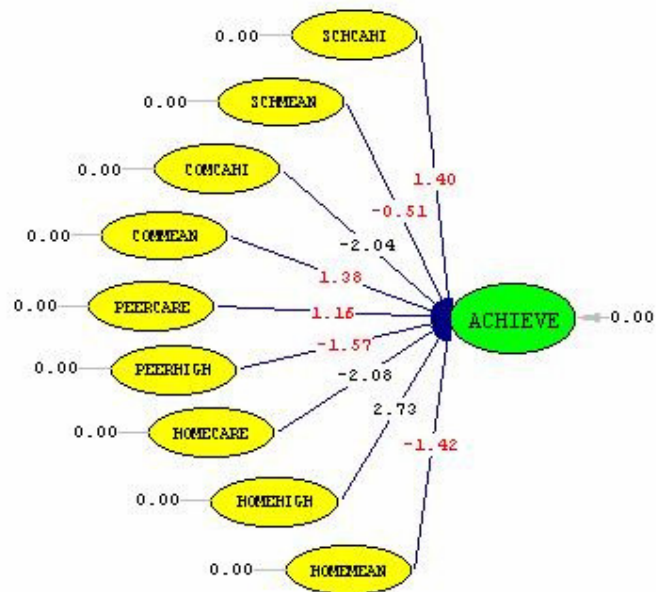 0.00 SCHCAHI
0.00 SCHMEAN
0.00 COMCAHI
1.40
-0.51
0.00 COMMEAN
-2.04
1.38
0.00 PEERCARE
1.16
ACHIEVE 0.00
-1.57
0.00 PEERHIGH
-2.08
2.73
0.00 HOMECARE
-1.42
0.00 HOMEHIGH
0.00 HOMEMEAN